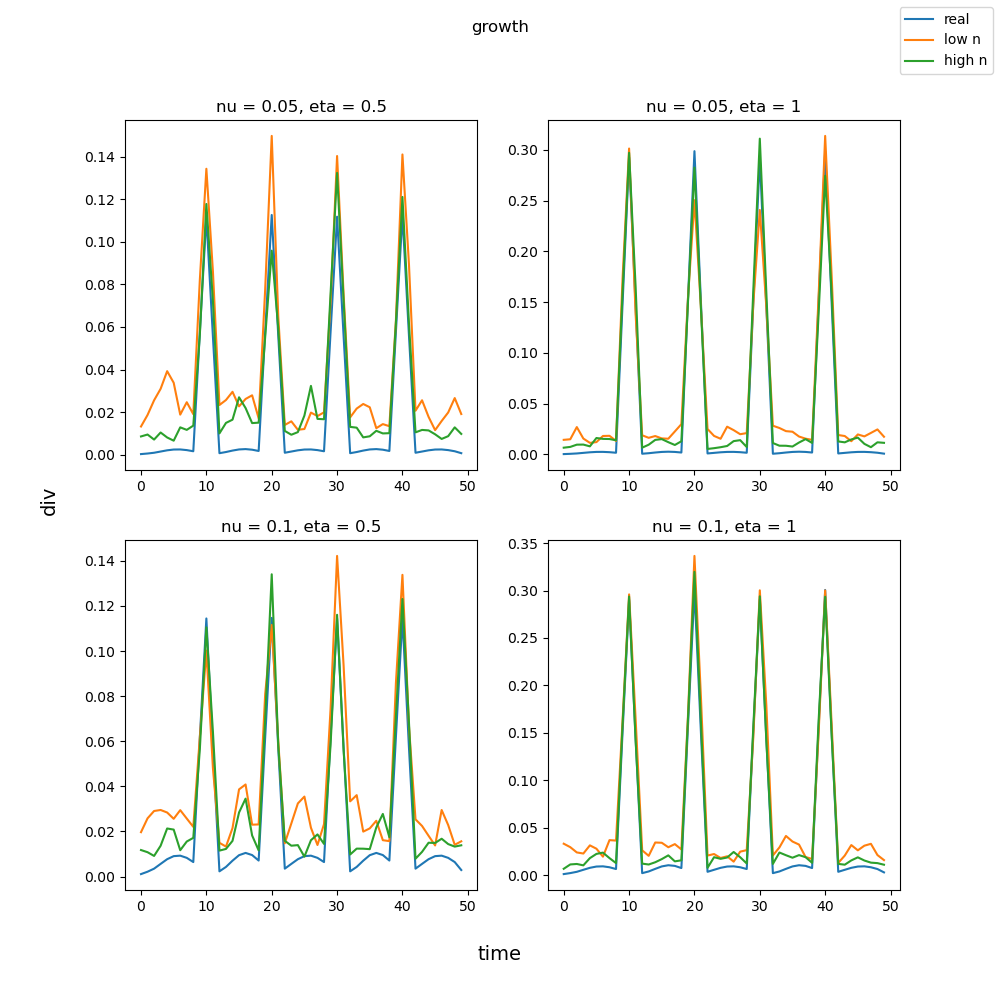 growth
real
low n
high n
nu = 0.05, eta = 0.5
0.14
0.12
0.10
0.08
0.06
0.04
0.02
0.00
0 10 20 30 40 50
nu = 0.05, eta = 1
0.30
0.25
0.20
0.15
0.10
0.05
0.00
0 10 20 30 40 50
div
nu = 0.1, eta = 0.5
0.14
0.12
0.10
0.08
0.06
0.04
0.02
0.00
0 10 20 30 40 50
nu = 0.1, eta = 1
0.35
0.30
0.25
0.20
0.15
0.10
0.05
0.00
0 10 20 30 40 50
time